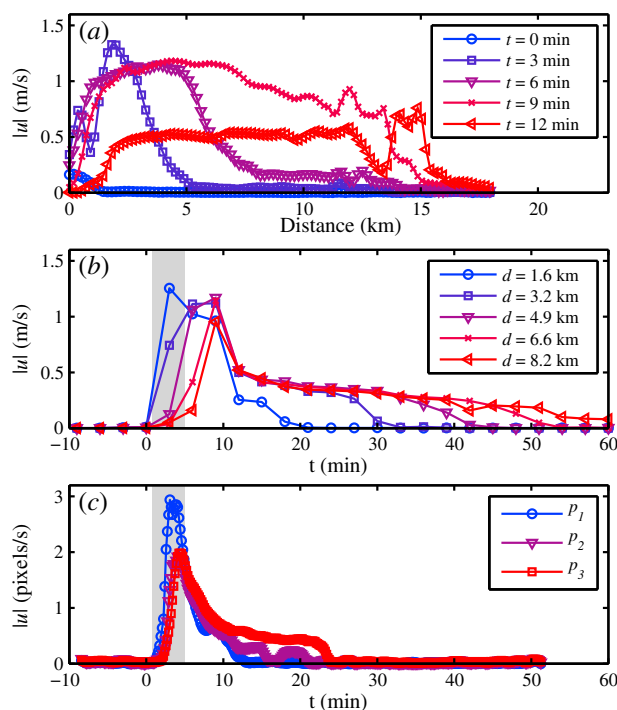 (a)
|u| (m/s)
1.5
1
0.5
0
t = 0 min
t = 3 min
t = 6 min
t = 9 min
t = 12 min
0 5 10 15 20
Distance (km)
(b)
|u| (m/s)
1.5
1
0.5
0
d = 1.6 km
d = 3.2 km
d = 4.9 km
d = 6.6 km
d = 8.2 km
-10 0 10 20 30 40 50 60
t (min)
(c)
|u| (pixels/s)
3
2
1
0
p1
p2
p3
-10 0 10 20 30 40 50 60
t (min)